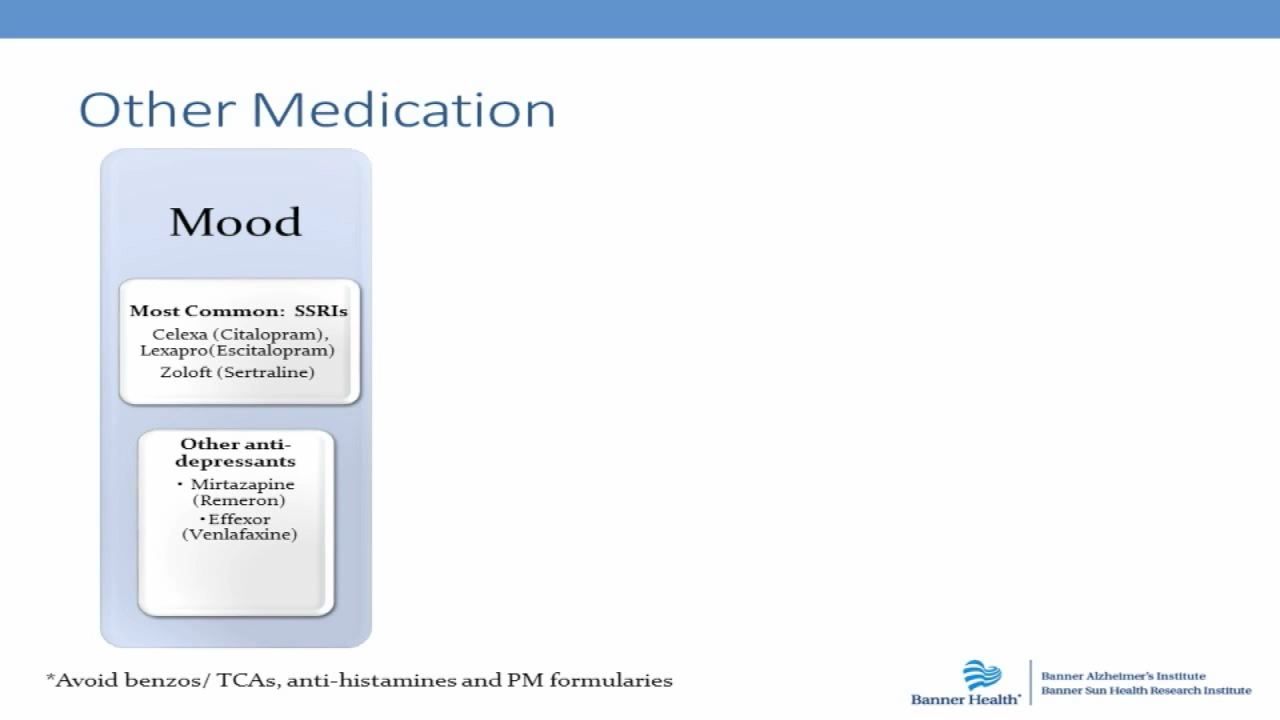 Other Medication
Mood
Most Common: SSRIs
Celexa (Citalopram),
Lexapro(Escitalopram)
Zoloft (Sertraline)
Other anti-
depressants
• Mirtazapine
(Remeron)
•Effexor
(Venlafaxine)
*Avoid benzos/ TCAs, anti-histamines and PM formularies
Banner Health
Banner Alzheimer's Institute
Banner Sun Health Research Institute